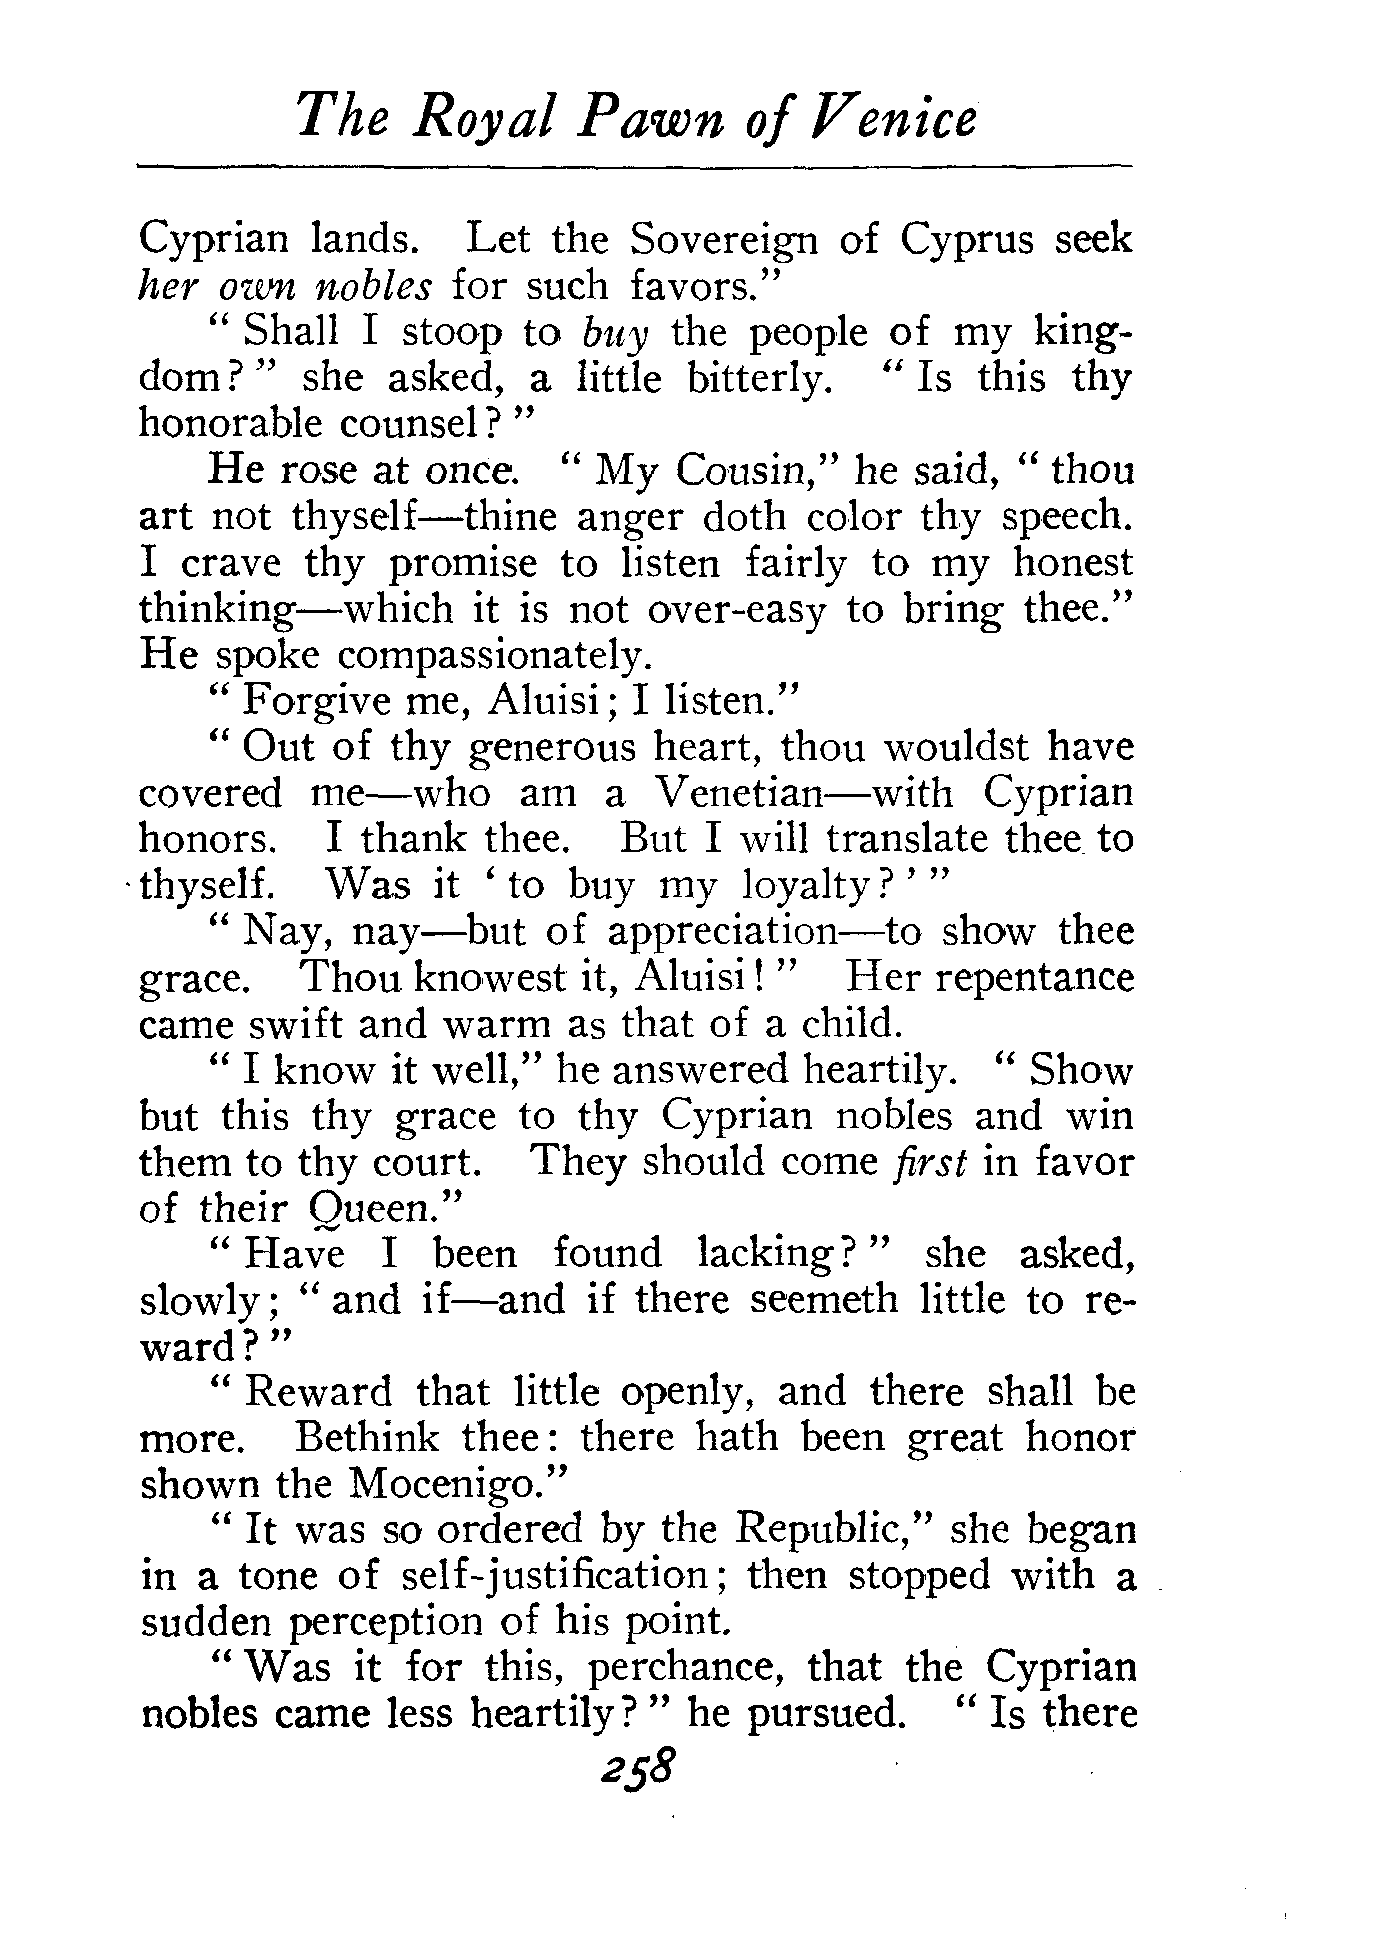 The Royal Pawn of Venice
Cyprian lands. Let the Sovereign of Cyprus seek
her own nobles for such favors."
" Shall I stoop to buy the people of my king-
dom? " she asked, a little bitterly. " Is this thy
honorable counsel? "
He rose at once. " My Cousin," he said, " thou
art not thyself—thine anger doth color thy speech.
I crave thy promise to listen fairly to my honest
thinking—which it is not over-easy to bring thee."
He spoke compassionately.
" Forgive me, Aluisi; I listen."
" Out of thy generous heart, thou wouldst have
covered me—who am a Venetian—with Cyprian
honors. I thank thee. But I will translate thee to
thyself. Was it ' to buy my loyalty? ' "
" Nay, nay—but of appreciation—to show thee
grace. Thou knowest it, Aluisi! " Her repentance
came swift and warm as that of a child.
" I know it well," he answered heartily. " Show
but this thy grace to thy Cyprian nobles and win
them to thy court. They should come first in favor
of their Queen."
" Have I been found lacking? " she asked,
slowly; " and if—and if there seemeth little to re-
ward? "
" Reward that little openly, and there shall be
more. Bethink thee: there hath been great honor
shown the Mocenigo."
" It was so ordered by the Republic," she began
in a tone of self-justification; then stopped with a
sudden perception of his point.
" Was it for this, perchance, that the Cyprian
nobles came less heartily? " he pursued. " Is there
258